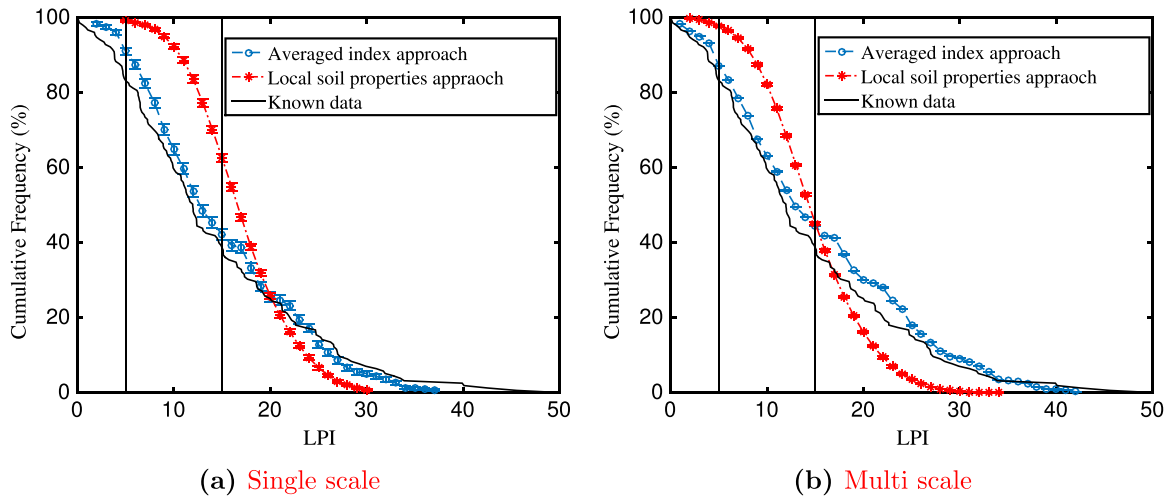 100
80
60
40
20
0
Cumulative Frequency (%)
Averaged index approach
Local soil properties appraoch
Known data
0 10 20 30 40 50
LPI
(a) Single scale
100
80
60
40
20
0
Cumulative Frequency (%)
Averaged index approach
Local soil properties appraoch
Known data
0 10 20 30 40 50
LPI
(b) Multi scale